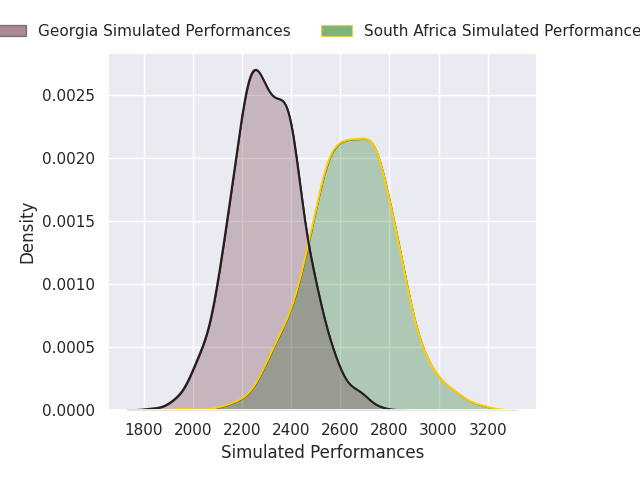 Georgia Simulated Performances
South Africa Simulated Performance
0.0025
0.0020
0.0015
0.0010
0.0005
0.0000
Density
1800 2000 2200 2400 2600 2800 3000 3200
Simulated Performances